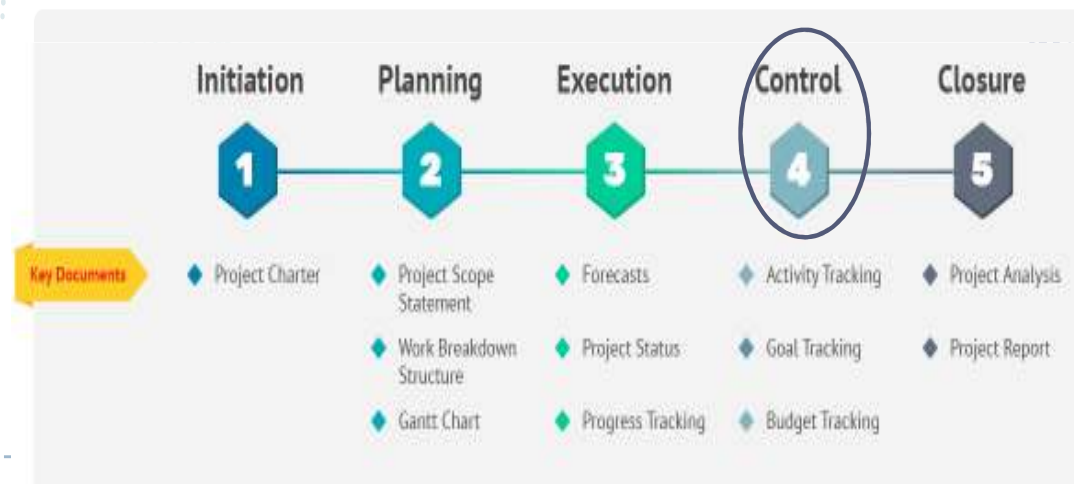 Initiation
Planning
Execution
Control
Closure
1
2
3
4
5
Key Documents
Project Charter
Project Scope
Statement
Work Breakdown
Structure
Gantt Chart
Forecasts
Project Status
Progress Tracking
Activity Tracking
Goal Tracking
Budget Tracking
Project Analysis
Project Report